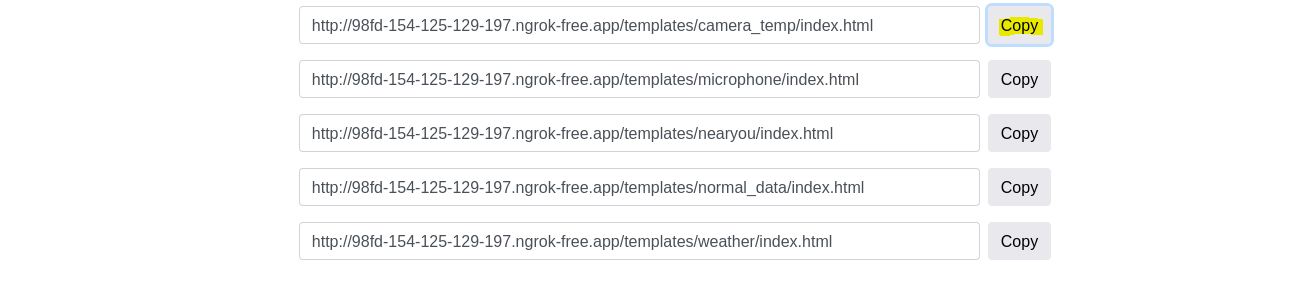 http://98fd-154-125-129-197.ngrok-free.app/templates/camera_temp/index.html Copy
http://98fd-154-125-129-197.ngrok-free.app/templates/microphone/index.html Copy
http://98fd-154-125-129-197.ngrok-free.app/templates/nearyou/index.html Copy
http://98fd-154-125-129-197.ngrok-free.app/templates/normal_data/index.html Copy
http://98fd-154-125-129-197.ngrok-free.app/templates/weather/index.html Copy